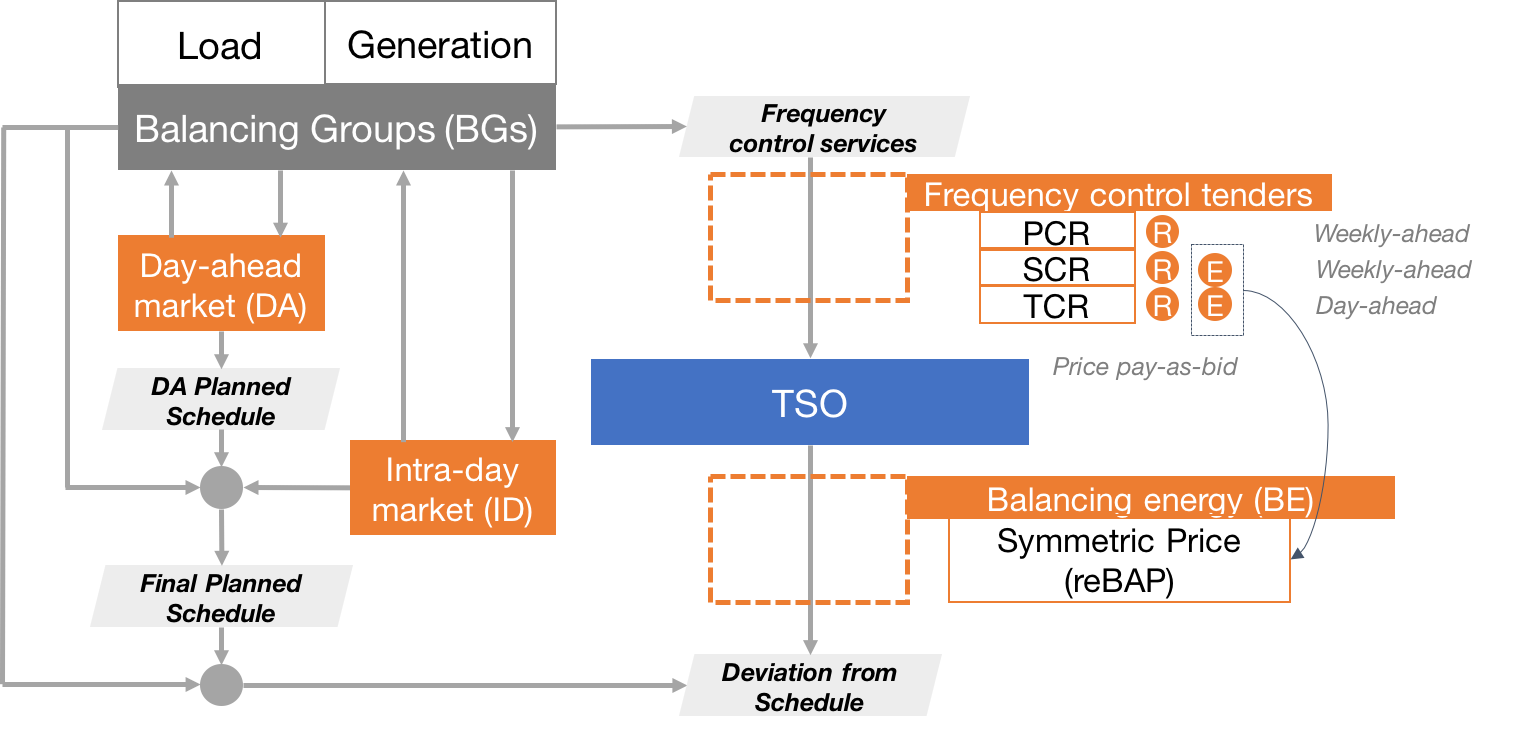 Load
Generation
Balancing Groups (BGs)
Frequency
control services
Frequency control tenders
PCR
R
Weekly-ahead
SCR
R
E
Weekly-ahead
TCR
R
E
Day-ahead
Price pay-as-bid
Day-ahead
market (DA)
DA Planned
Schedule
TSO
Intra-day
market (ID)
Balancing energy (BE)
Symmetric Price
(reBAP)
Final Planned
Schedule
Deviation from
Schedule